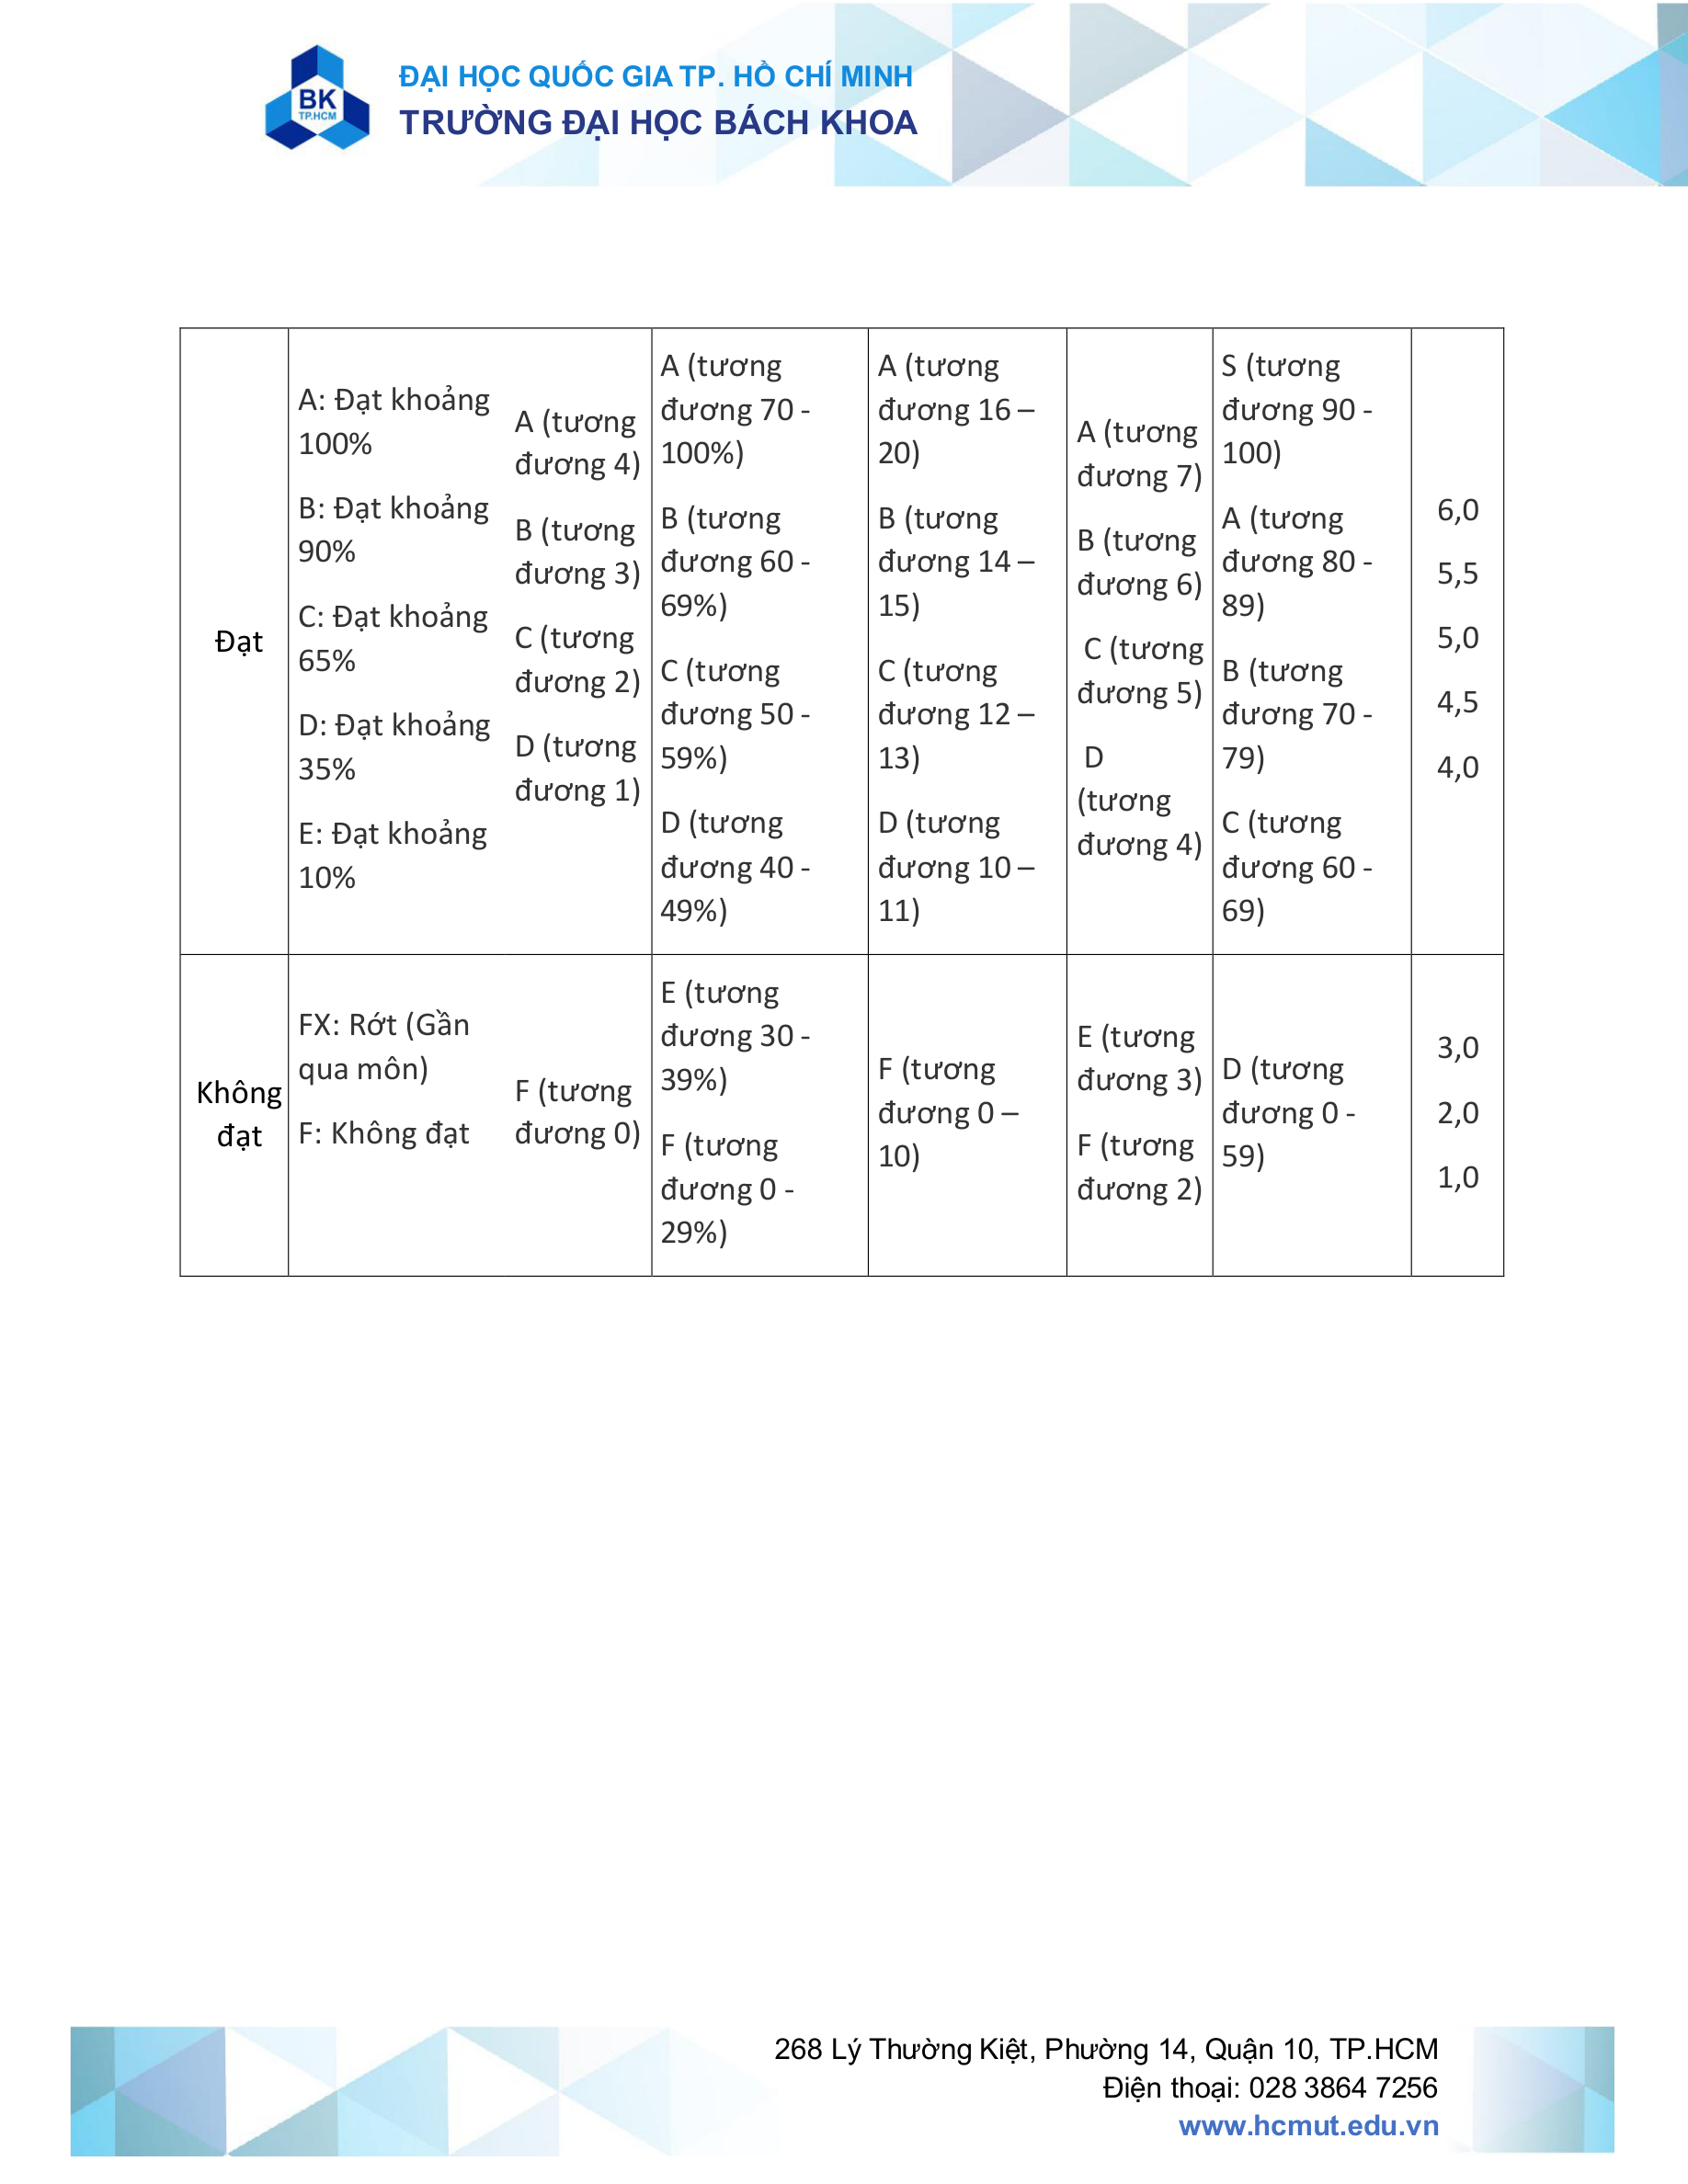 BK
TP.HCM
ĐẠI HỌC QUỐC GIA TP. HỒ CHÍ MINH
TRƯỜNG ĐẠI HỌC BÁCH KHOA
Đạt
A: Đạt khoảng
100%
B: Đạt khoảng
90%
C: Đạt khoảng
65%
D: Đạt khoảng
35%
E: Đạt khoảng
10%
A (tương
đương 4)
B (tương
đương 3)
C (tương
đương 2)
D (tương
đương 1)
A (tương
đương 70 -
100%)
B (tương
đương 60 -
69%)
C (tương
đương 50 -
59%)
D (tương
đương 40 -
49%)
A (tương
đương 16 –
20)
B (tương
đương 14 –
15)
C (tương
đương 12 –
13)
D (tương
đương 10 –
11)
A (tương
đương 7)
B (tương
đương 6)
C (tương
đương 5)
D
(tương
đương 4)
S (tương
đương 90 -
100)
A (tương
đương 80 -
89)
B (tương
đương 70 -
79)
C (tương
đương 60 -
69)
6,0
5,5
5,0
4,5
4,0
Không
đạt
FX: Rớt (Gần
qua môn)
F: Không đạt
F (tương
đương 0)
E (tương
đương 30 -
39%)
F (tương
đương 0 -
29%)
F (tương
đương 0 –
10)
E (tương
đương 3)
F (tương
đương 2)
D (tương
đương 0 -
59)
3,0
2,0
1,0
268 Lý Thường Kiệt, Phường 14, Quận 10, TP.HCM
Điện thoại: 028 3864 7256
www.hcmut.edu.vn